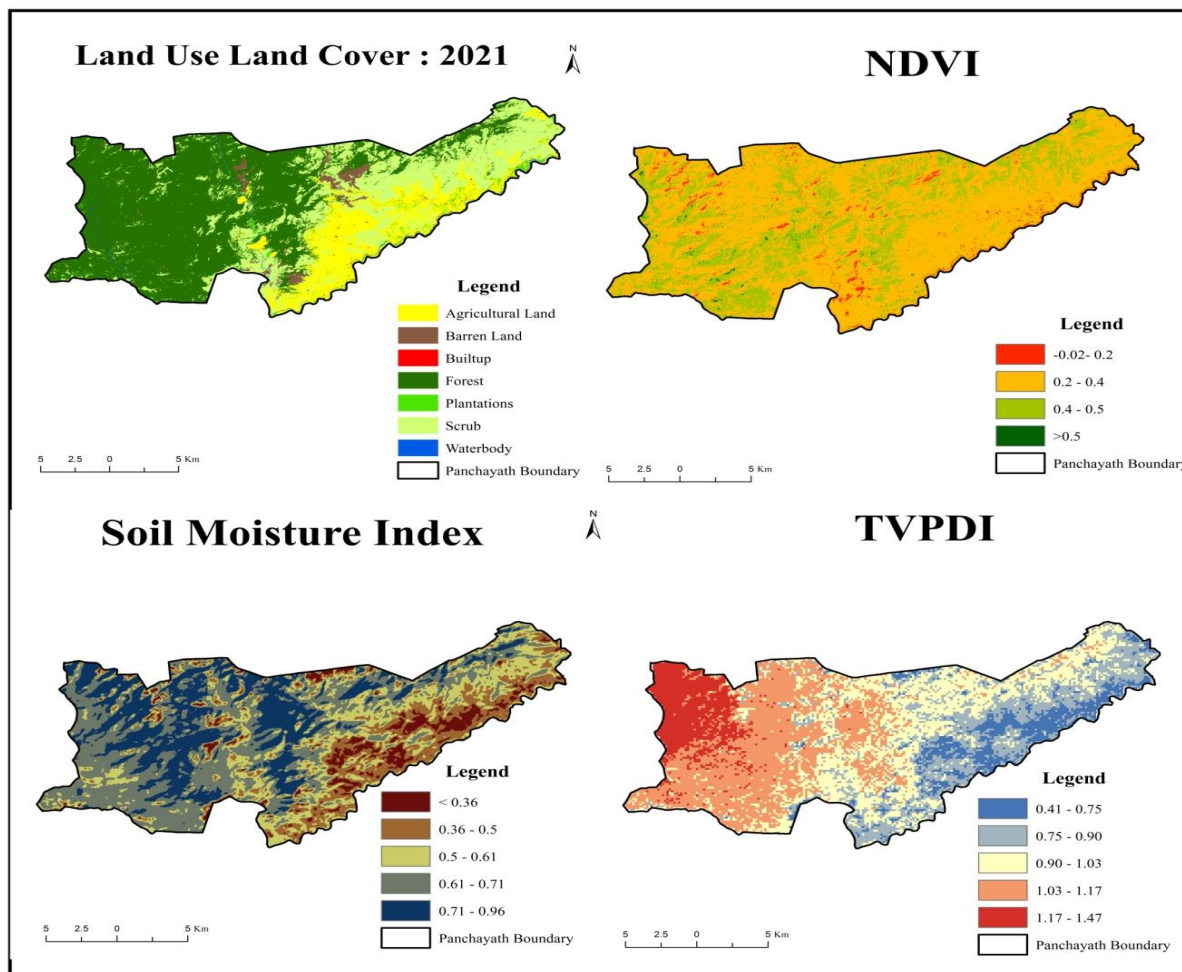 Land Use Land Cover : 2021
N
Legend
Agricultural Land
Barren Land
Builtup
Forest
Plantations
Scrub
Waterbody
Panchayath Boundary
5 2.5 0 5 Km
NDVI
Legend
-0.02- 0.2
0.2 - 0.4
0.4 - 0.5
>0.5
Panchayath Boundary
5 2.5 0 5 Km
Soil Moisture Index
N
Legend
< 0.36
0.36 - 0.5
0.5 - 0.61
0.61 - 0.71
0.71 - 0.96
Panchayath Boundary
5 2.5 0 5 Km
TVPDI
Legend
0.41 - 0.75
0.75 - 0.90
0.90 - 1.03
1.03 - 1.17
1.17 - 1.47
Panchayath Boundary
5 2.5 0 5 Km